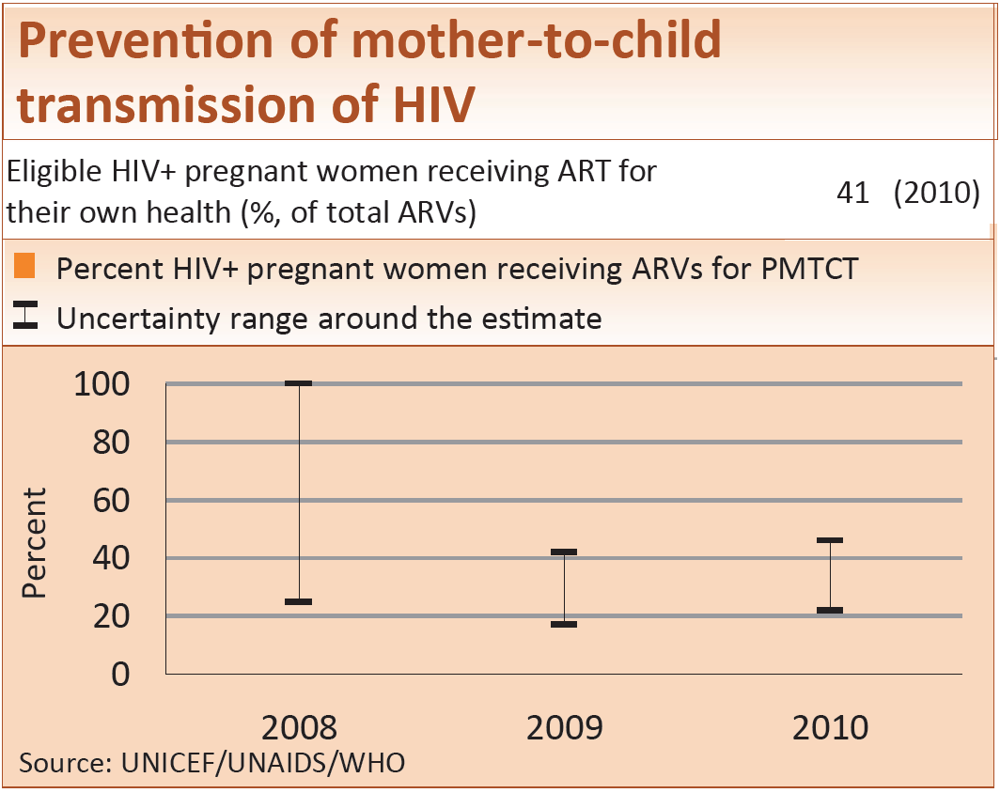 Prevention of mother-to-child
transmission of HIV
Eligible HIV+ pregnant women receiving ART for
their own health (%, of total ARVs)
41 (2010)
Percent HIV+ pregnant women receiving ARVs for PMTCT
Uncertainty range around the estimate
Percent
100
80
60
40
20
0
2008 2009 2010
Source: UNICEF/UNAIDS/WHO